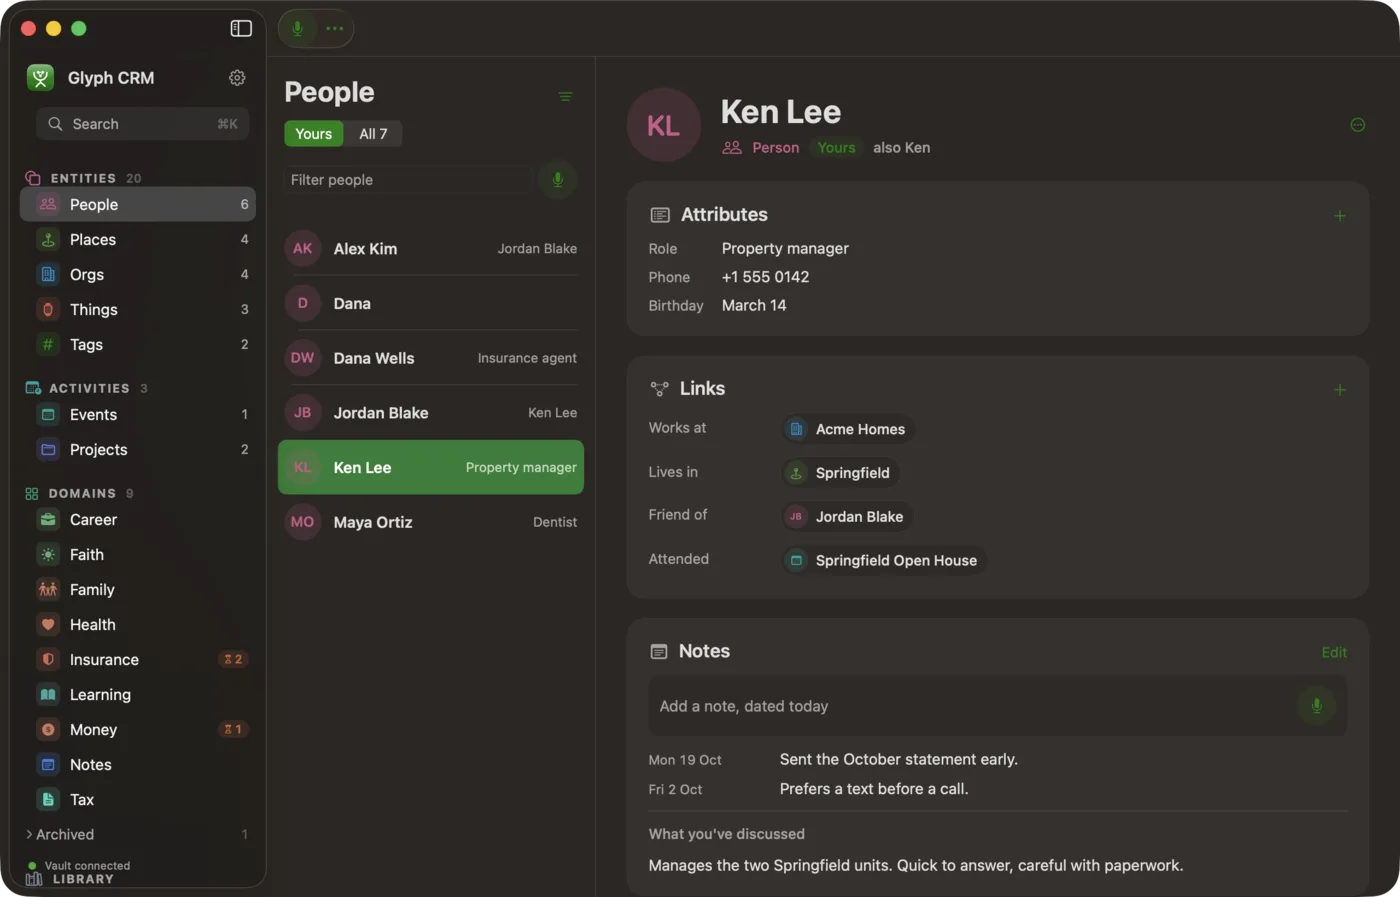 Glyph CRM
Search ⌘K
ENTITIES 20
People 6
Places 4
Orgs 4
Things 3
# Tags 2
ACTIVITIES 3
Events 1
Projects 2
DOMAINS 9
Career
Faith
Family
Health
Insurance 2
Learning
Money 1
Notes
Tax
Archived 1
Vault connected
LIBRARY
People
Yours All 7
Filter people
AK Alex Kim Jordan Blake
D Dana
DW Dana Wells Insurance agent
JB Jordan Blake Ken Lee
KL Ken Lee Property manager
MO Maya Ortiz Dentist
KL
Ken Lee
Person Yours also Ken
Attributes +
Role Property manager
Phone +1 555 0142
Birthday March 14
Links +
Works at Acme Homes
Lives in Springfield
Friend of JB Jordan Blake
Attended Springfield Open House
Notes Edit
Add a note, dated today
Mon 19 Oct Sent the October statement early.
Fri 2 Oct Prefers a text before a call.
What you've discussed
Manages the two Springfield units. Quick to answer, careful with paperwork.